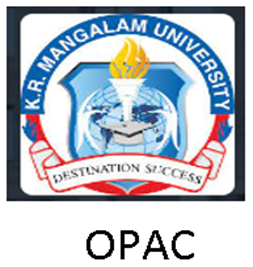 K.R. MANGALAM UNIVERSITY
DESTINATION SUCCESS
OPAC